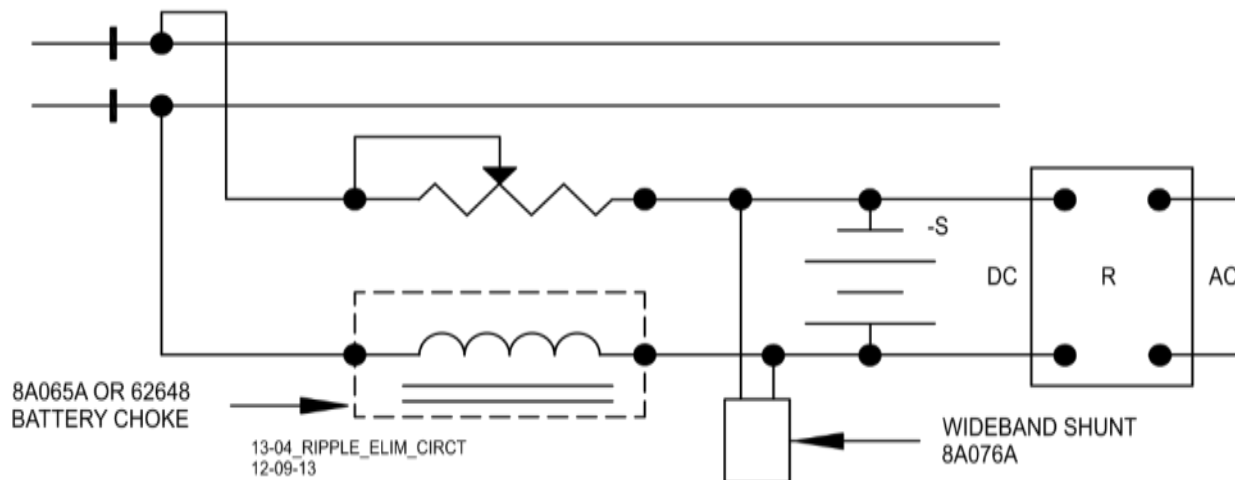 -S
DC
R
AC
8A065A OR 62648
BATTERY CHOKE
13-04_RIPPLE_ELIM_CIRCT
12-09-13
WIDEBAND SHUNT
8A076A